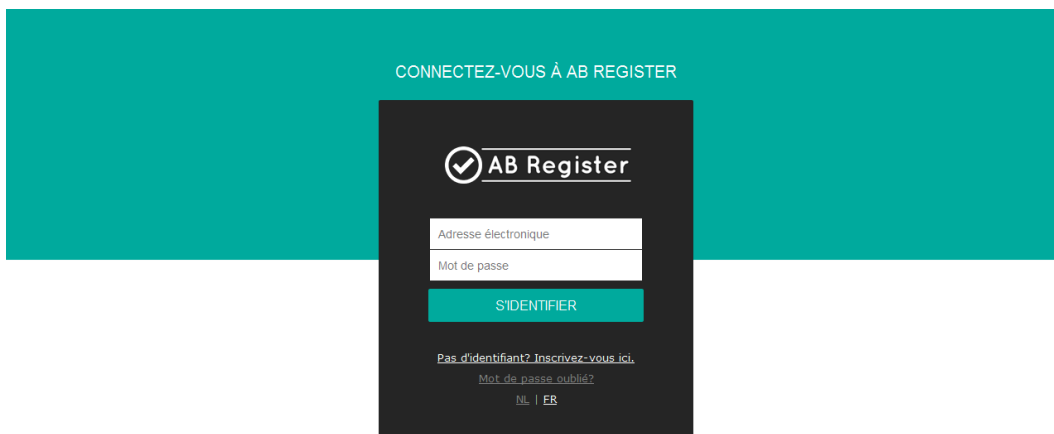 CONNECTEZ-VOUS À AB REGISTER
AB Register
Adresse électronique
Mot de passe
S'IDENTIFIER
Pas d'identifiant? Inscrivez-vous ici.
Mot de passe oublié?
NL | FR